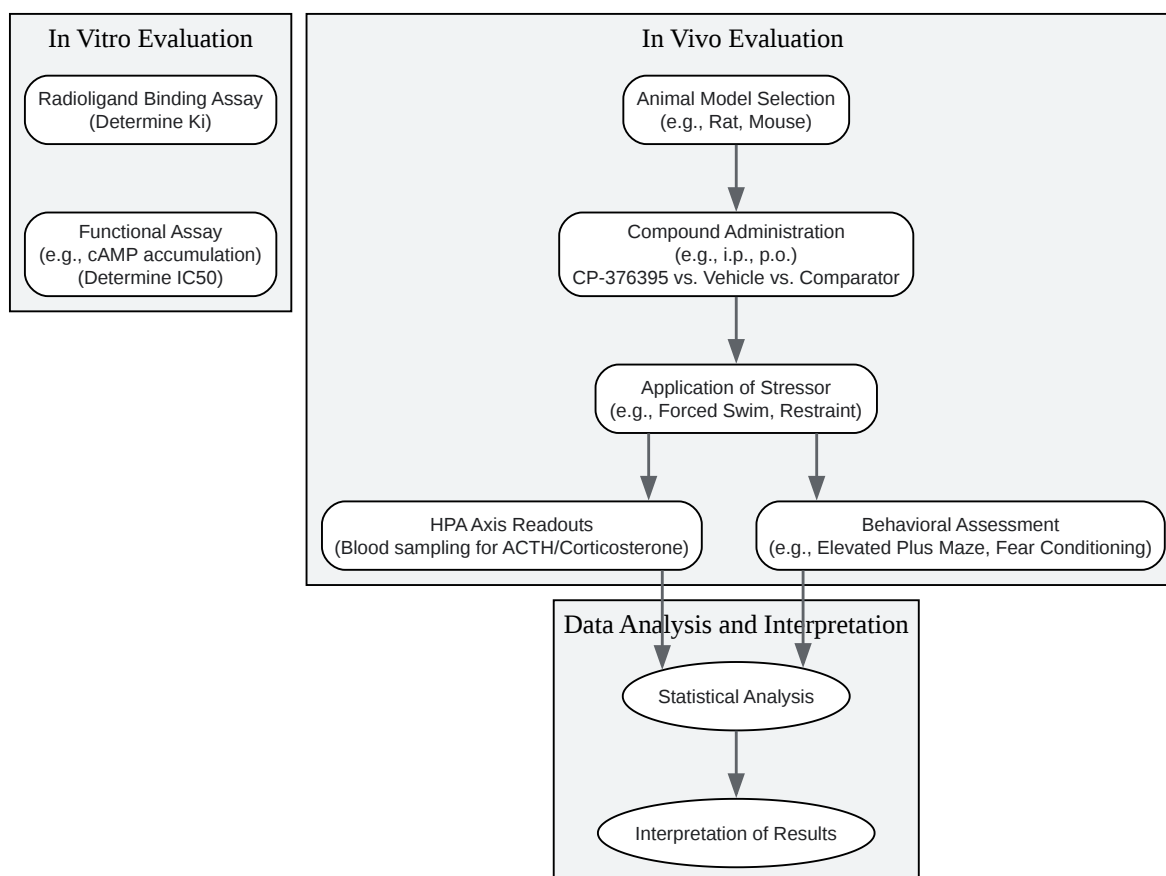 In Vitro Evaluation
Radioligand Binding Assay
(Determine Ki)
Functional Assay
(e.g., cAMP accumulation)
(Determine IC50)
In Vivo Evaluation
Animal Model Selection
(e.g., Rat, Mouse)
Compound Administration
(e.g., i.p., p.o.)
CP-376395 vs. Vehicle vs. Comparator
Application of Stressor
(e.g., Forced Swim, Restraint)
HPA Axis Readouts
(Blood sampling for ACTH/Corticosterone)
Behavioral Assessment
(e.g., Elevated Plus Maze, Fear Conditioning)
Data Analysis and Interpretation
Statistical Analysis
Interpretation of Results